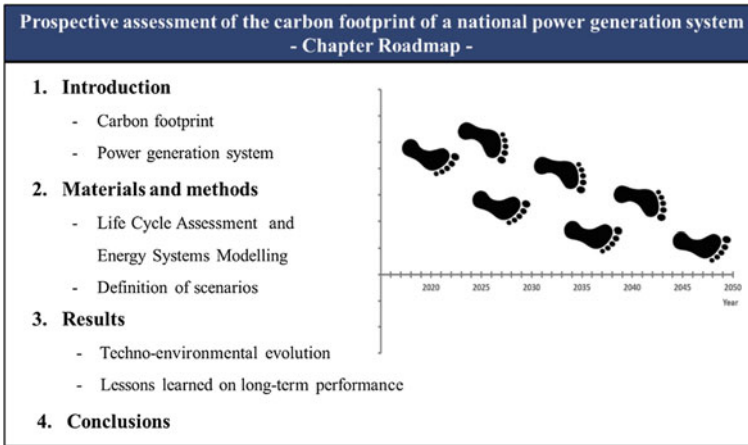 Prospective assessment of the carbon footprint of a national power generation system
- Chapter Roadmap -
1. Introduction
- Carbon footprint
- Power generation system
2. Materials and methods
- Life Cycle Assessment and
Energy Systems Modelling
- Definition of scenarios
3. Results
- Techno-environmental evolution
- Lessons learned on long-term performance
4. Conclusions
2020 2025 2030 2035 2040 2045 2050
Year